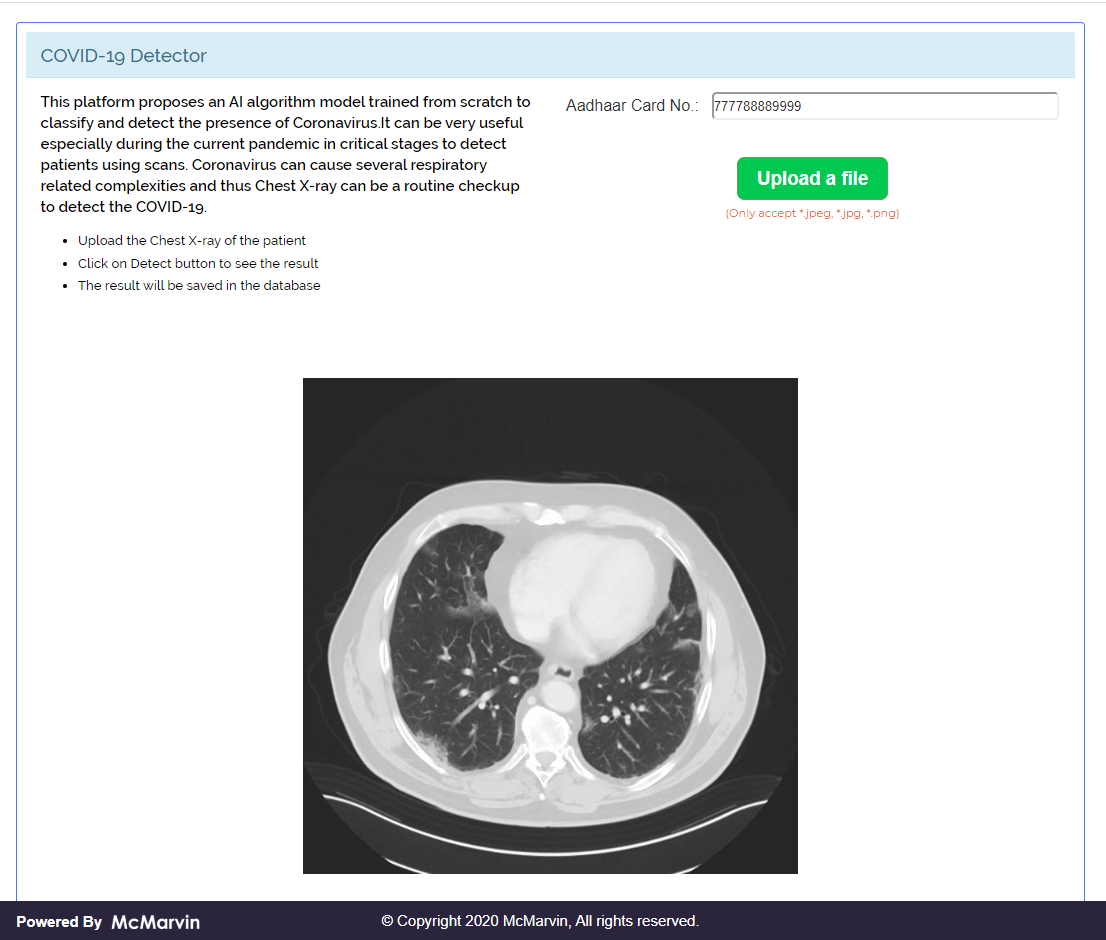 COVID-19 Detector
This platform proposes an AI algorithm model trained from scratch to
classify and detect the presence of Coronavirus.It can be very useful
especially during the current pandemic in critical stages to detect
patients using scans. Coronavirus can cause several respiratory
related complexities and thus Chest X-ray can be a routine checkup
to detect the COVID-19.
• Upload the Chest X-ray of the patient
• Click on Detect button to see the result
• The result will be saved in the database
Aadhaar Card No.: 777788889999
Upload a file
(Only accept *.jpeg, *.jpg, *.png)
Powered By McMarvin
© Copyright 2020 McMarvin, All rights reserved.